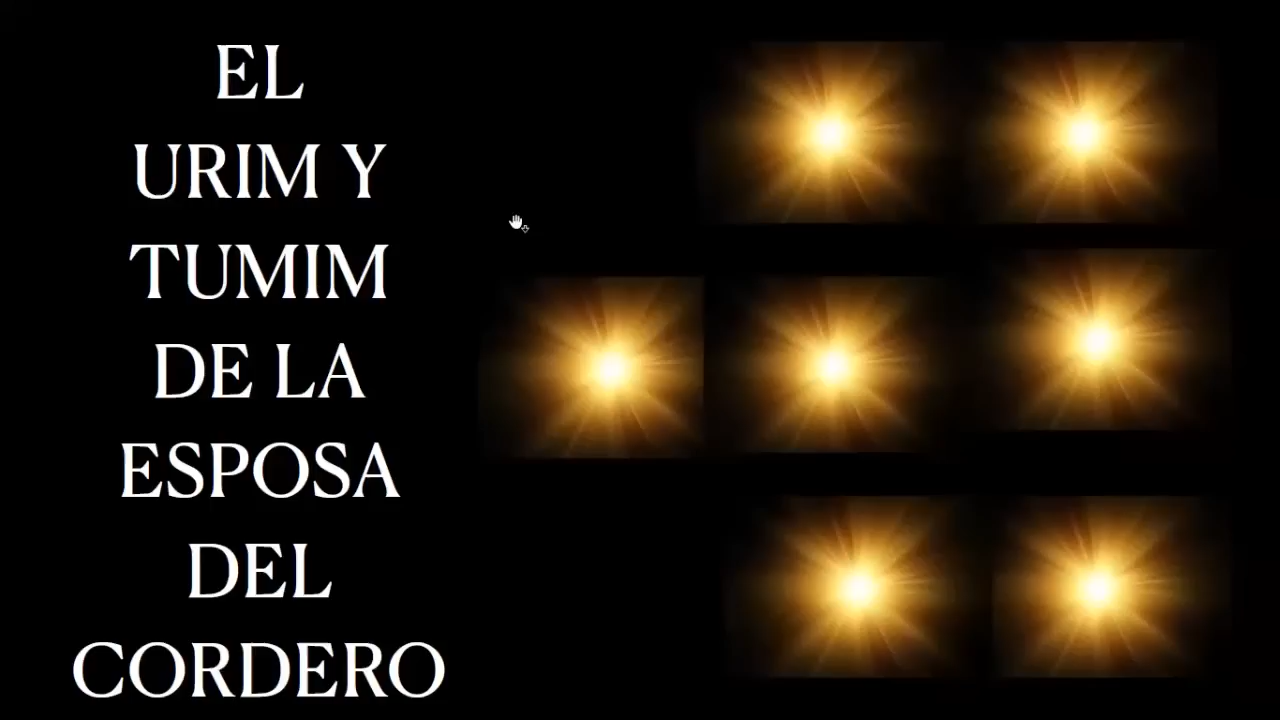 EL
URIM Y
TUMIM
DE LA
ESPOSA
DEL
CORDERO